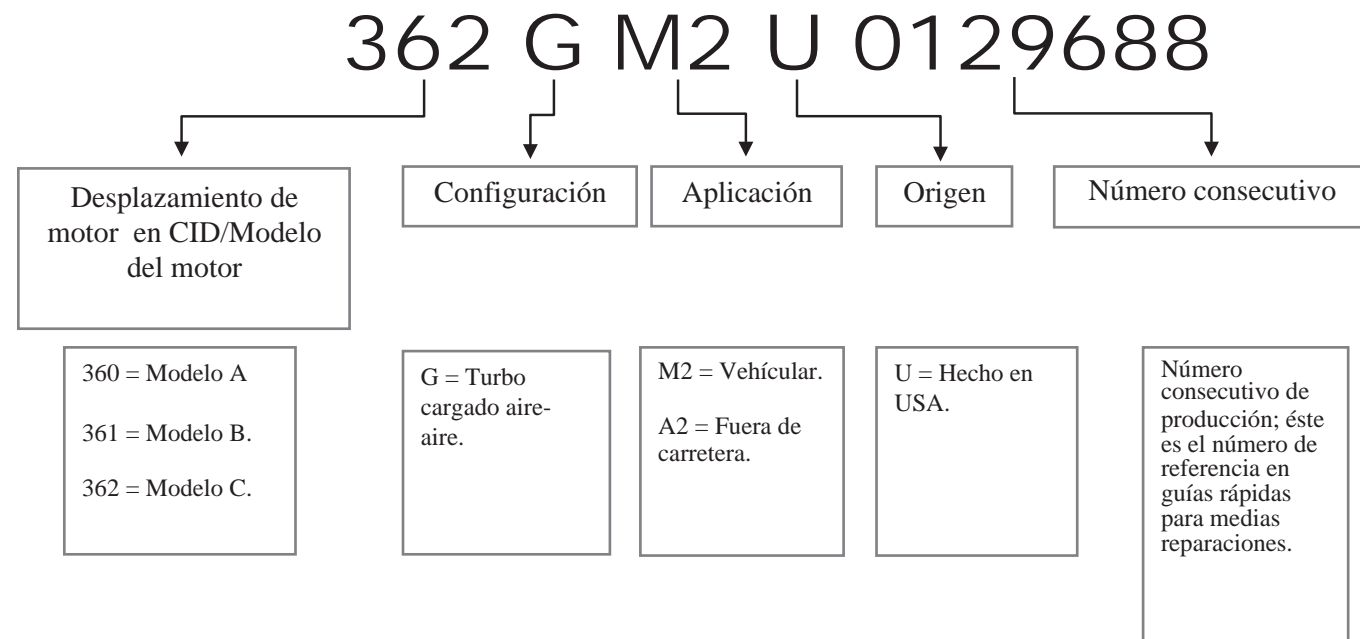 362 G M2 U 0129688
Desplazamiento de
motor en CID/Modelo
del motor
Configuración
Aplicación
Origen
Número consecutivo
360 = Modelo A
361 = Modelo B.
362 = Modelo C.
G = Turbo
cargado aire-
aire.
M2 = Vehícular.
A2 = Fuera de
carretera.
U = Hecho en
USA.
Número
consecutivo de
producción; éste
es el número de
referencia en
guías rápidas
para medias
reparaciones.